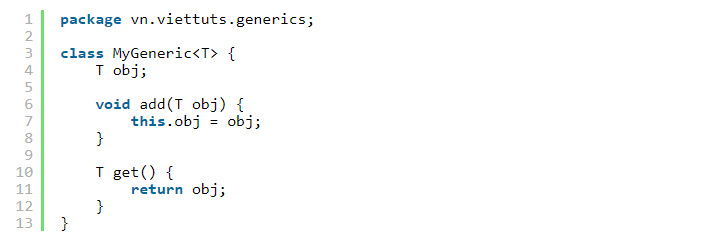 1 package vn.viettuts.generics;
2
3 class MyGeneric<T> {
4     T obj;
5
6     void add(T obj) {
7         this.obj = obj;
8     }
9
10     T get() {
11         return obj;
12     }
13 }